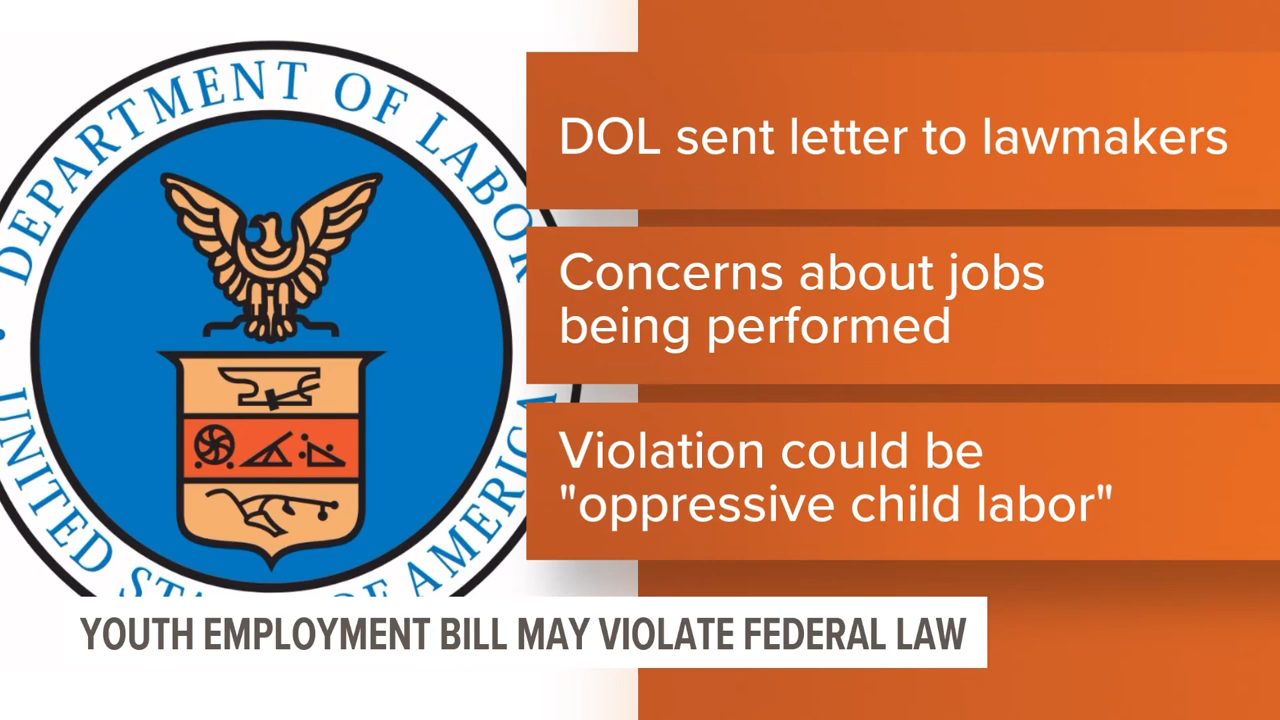 DEPARTMENT OF LABOR
UNITED STATES OF AMERICA
DOL sent letter to lawmakers
Concerns about jobs
being performed
Violation could be
"oppressive child labor"
YOUTH EMPLOYMENT BILL MAY VIOLATE FEDERAL LAW